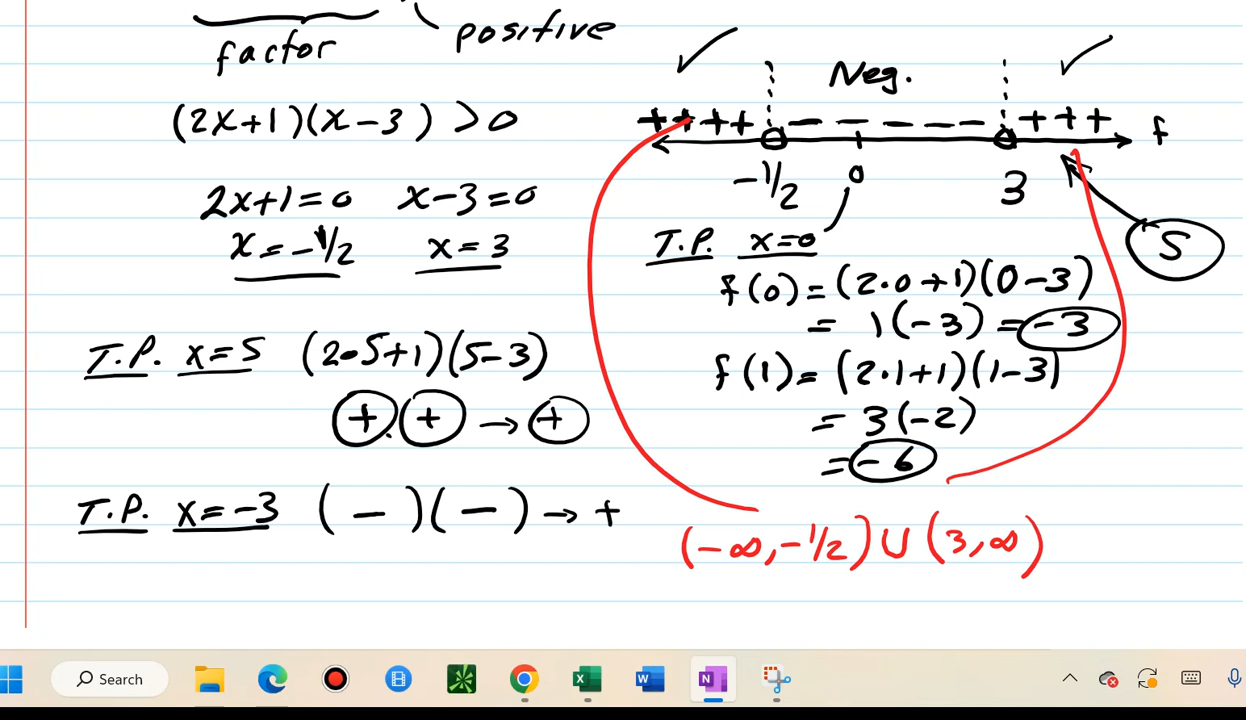 factor
positive
(2x+1)(x-3) > 0
2x+1=0 x-3=0
x=-1/2 x=3
T.P. x=5 (2•5+1)(5-3)
(+)•(+) → (+)
T.P. x=-3 (-)(-) → +
Neg.
++++ - - - - - +++ f
-1/2 0 3
5
T.P. x=0
f(0) = (2•0+1)(0-3)
= 1(-3) = -3
f(1) = (2•1+1)(1-3)
= 3(-2)
= -6
(-∞,-1/2) ∪ (3,∞)
Search